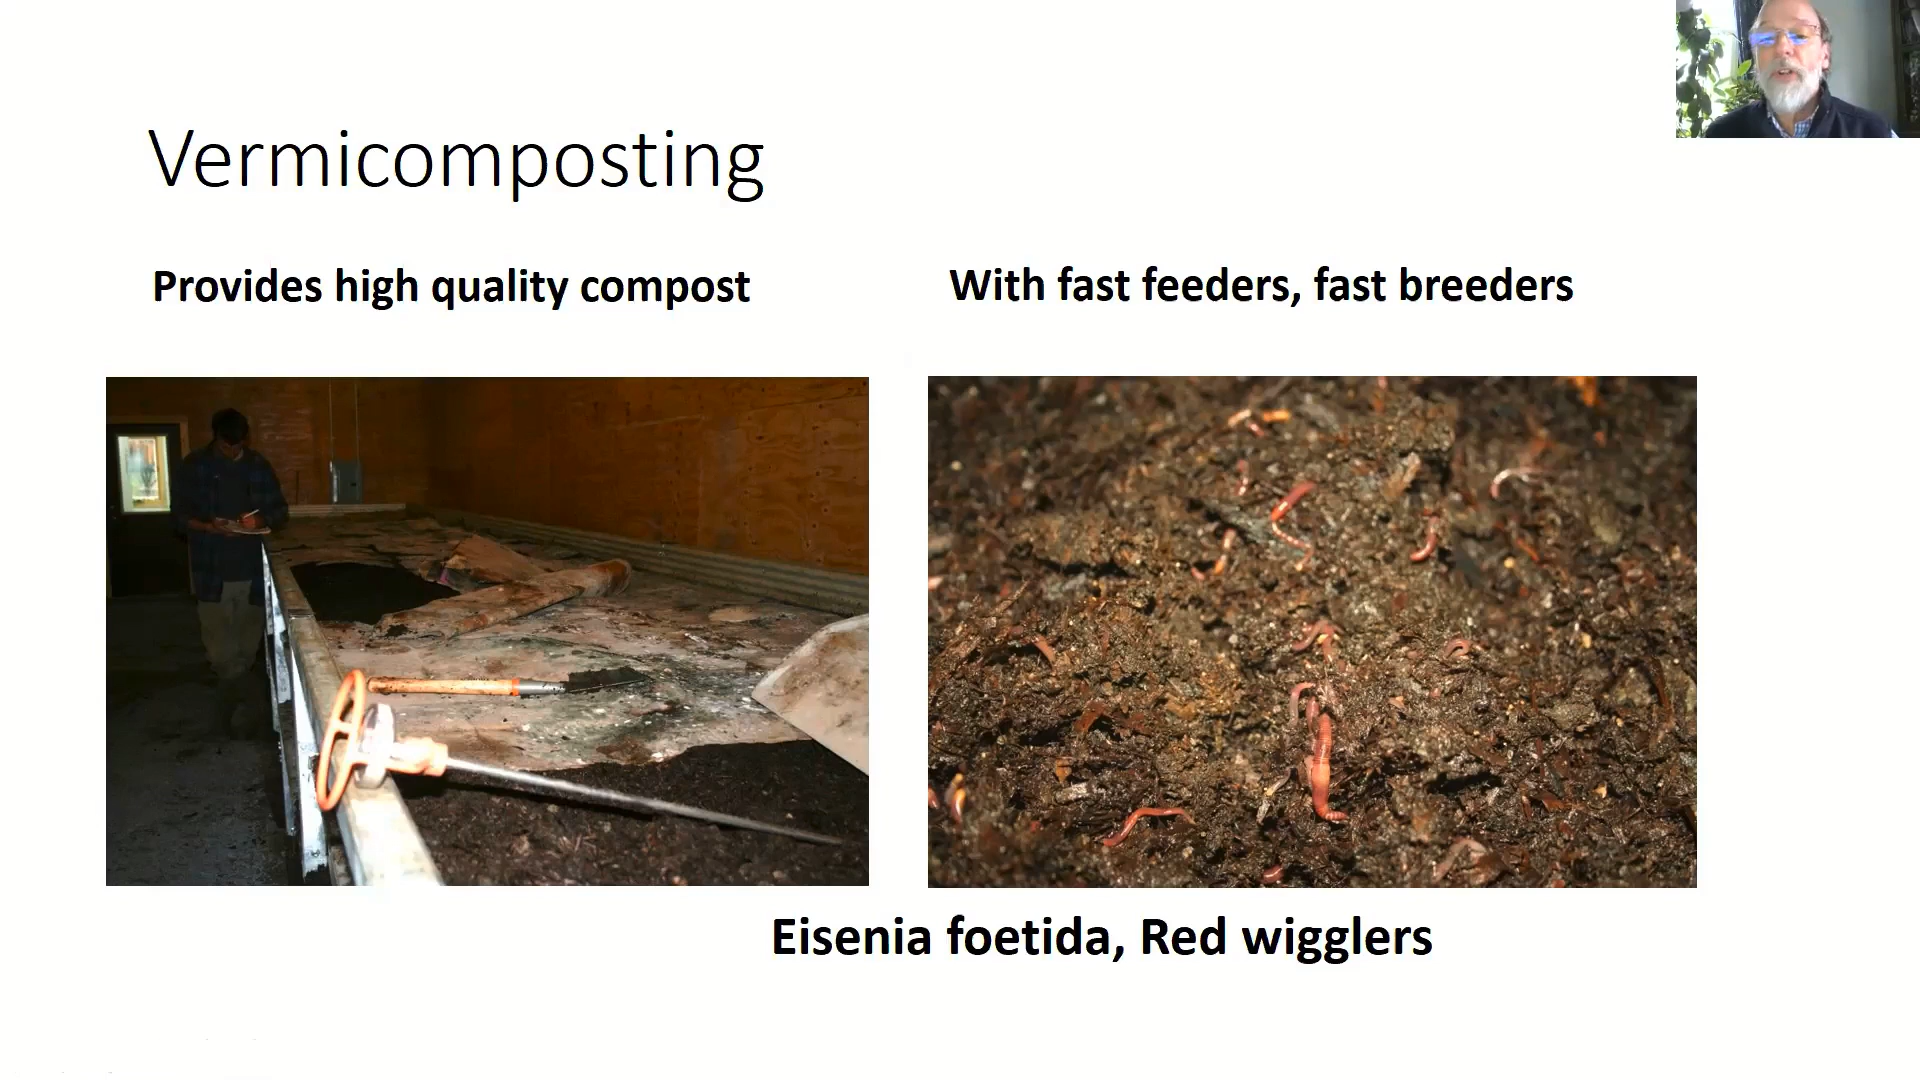 Vermicomposting
Provides high quality compost
With fast feeders, fast breeders
Eisenia foetida, Red wigglers